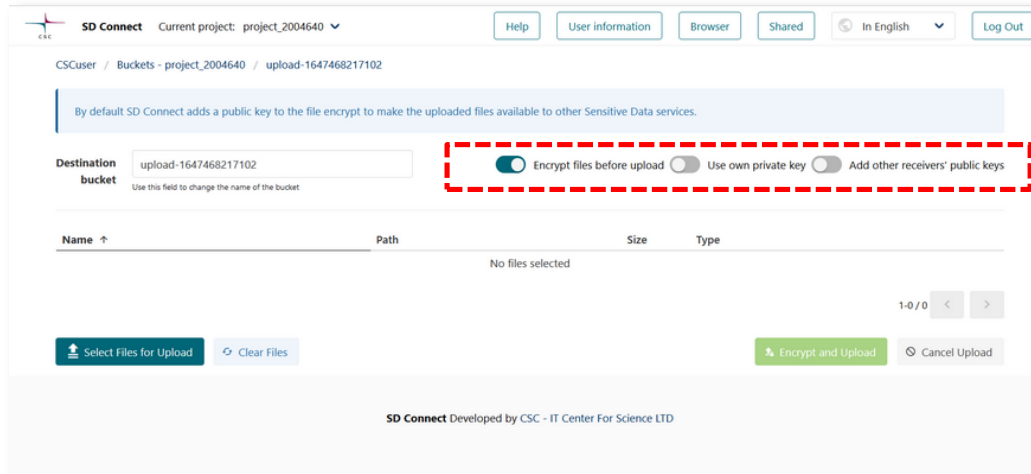 CSC
SD Connect Current project: project_2004640
Help User information Browser Shared In English Log Out
CSCuser / Buckets - project_2004640 / upload-1647468217102
By default SD Connect adds a public key to the file encrypt to make the uploaded files available to other Sensitive Data services.
Destination bucket upload-1647468217102
Use this field to change the name of the bucket
Encrypt files before upload Use own private key Add other receivers' public keys
Name ↑ Path Size Type
No files selected
1-0 / 0 < >
Select Files for Upload Clear Files Encrypt and Upload Cancel Upload
SD Connect Developed by CSC - IT Center For Science LTD